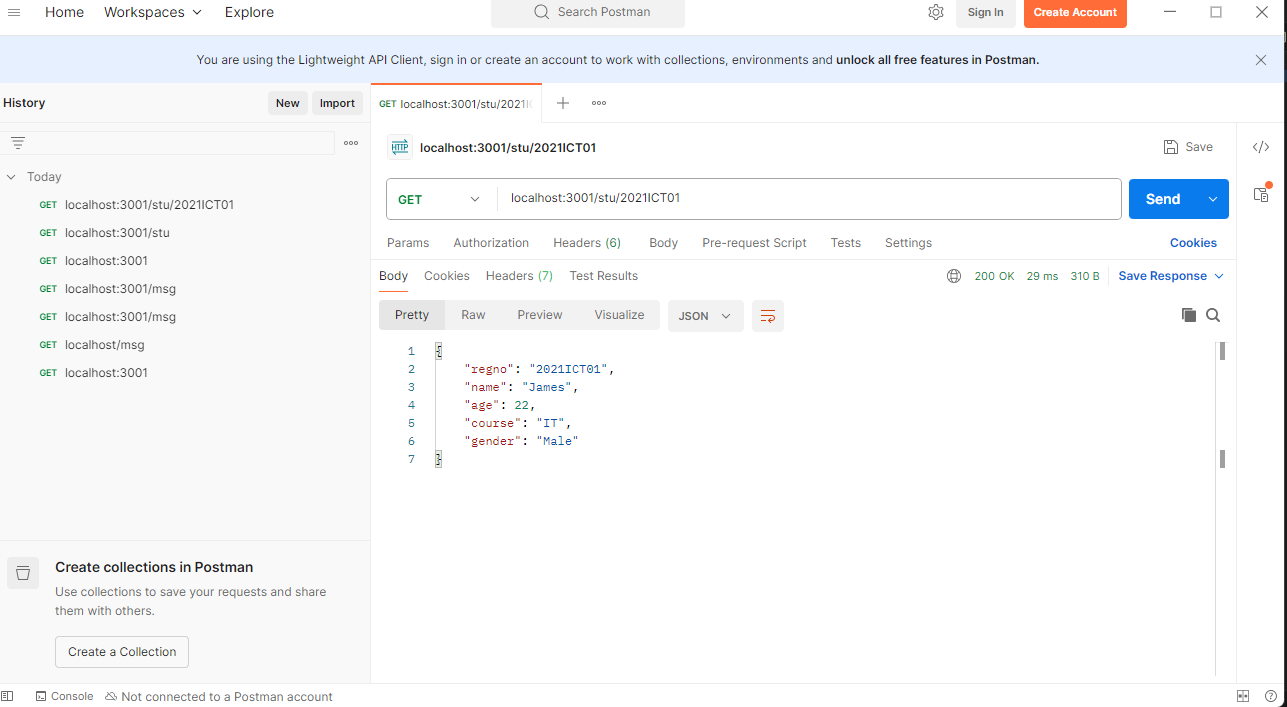 Home Workspaces Explore Search Postman Sign In Create Account
You are using the Lightweight API Client, sign in or create an account to work with collections, environments and unlock all free features in Postman.
History New Import
GET localhost:3001/stu/2021I
Today
GET localhost:3001/stu/2021ICT01
GET localhost:3001/stu
GET localhost:3001
GET localhost:3001/msg
GET localhost:3001/msg
GET localhost/msg
GET localhost:3001
Create collections in Postman
Use collections to save your requests and share
them with others.
Create a Collection
HTTP localhost:3001/stu/2021ICT01 Save
GET localhost:3001/stu/2021ICT01 Send
Params Authorization Headers (6) Body Pre-request Script Tests Settings Cookies
Body Cookies Headers (7) Test Results 200 OK 29 ms 310 B Save Response
Pretty Raw Preview Visualize JSON
1 {
2 "regno": "2021ICT01",
3 "name": "James",
4 "age": 22,
5 "course": "IT",
6 "gender": "Male"
7 }
Console Not connected to a Postman account